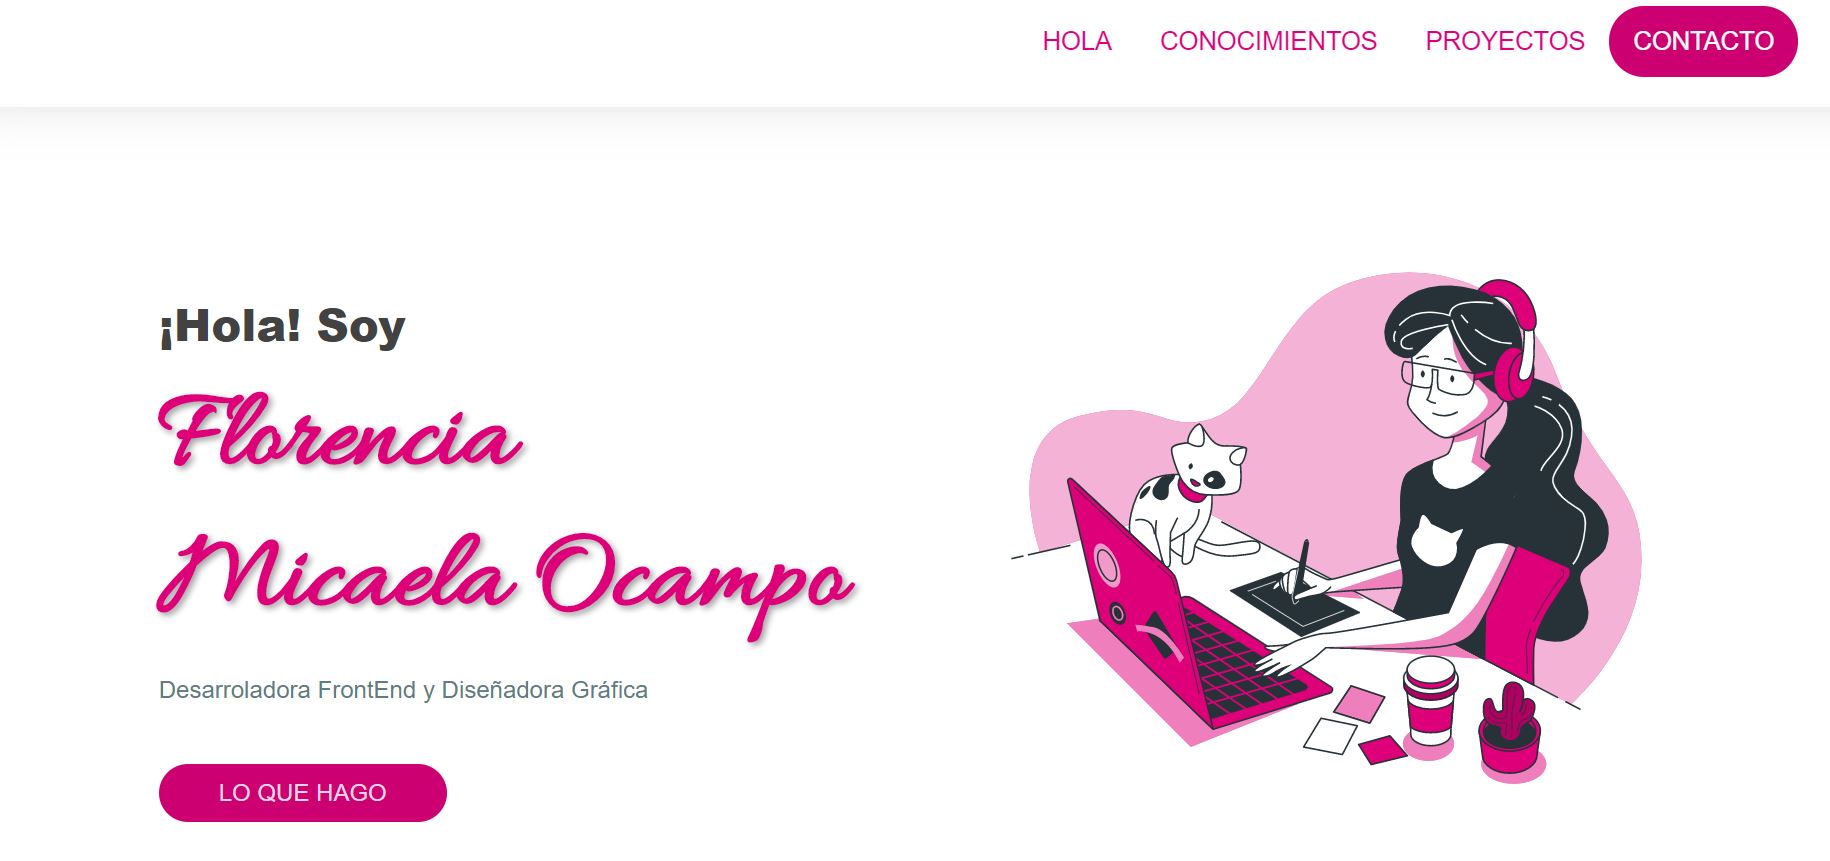 HOLA CONOCIMIENTOS PROYECTOS CONTACTO
¡Hola! Soy
Florencia
Micaela Ocampo
Desarroladora FrontEnd y Diseñadora Gráfica
LO QUE HAGO